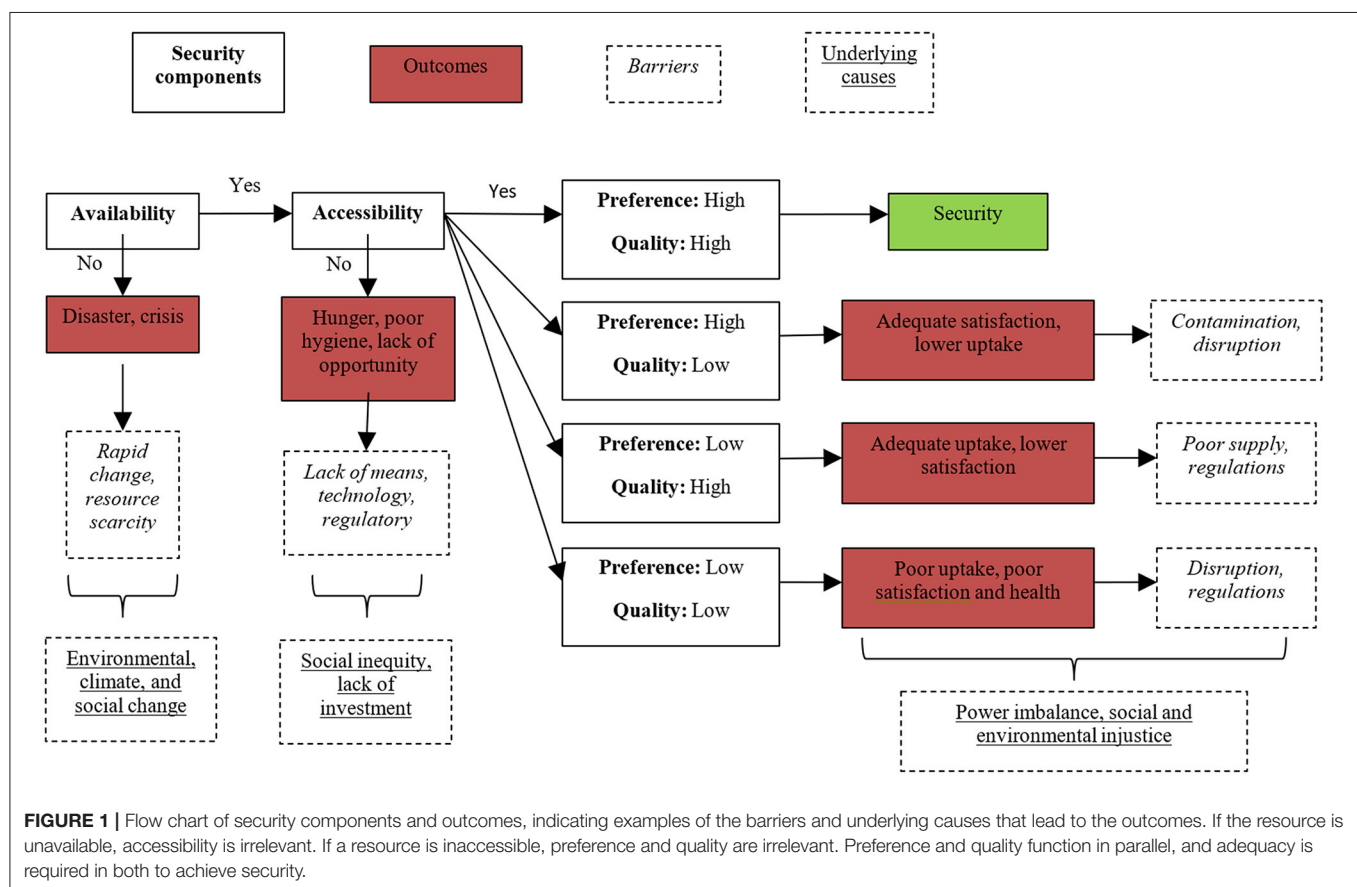 Security
components
Outcomes
Barriers
Underlying
causes
Availability
Yes
Accessibility
Yes
Preference: High
Quality: High
Security
No
No
Disaster, crisis
Hunger, poor
hygiene, lack of
opportunity
Preference: High
Quality: Low
Adequate satisfaction,
lower uptake
Contamination,
disruption
Rapid
change,
resource
scarcity
Lack of means,
technology,
regulatory
Preference: Low
Quality: High
Adequate uptake, lower
satisfaction
Poor supply,
regulations
Preference: Low
Quality: Low
Poor uptake, poor
satisfaction and health
Disruption,
regulations
Environmental,
climate, and
social change
Social inequity,
lack of
investment
Power imbalance, social and
environmental injustice
FIGURE 1 | Flow chart of security components and outcomes, indicating examples of the barriers and underlying causes that lead to the outcomes. If the resource is
unavailable, accessibility is irrelevant. If a resource is inaccessible, preference and quality are irrelevant. Preference and quality function in parallel, and adequacy is
required in both to achieve security.